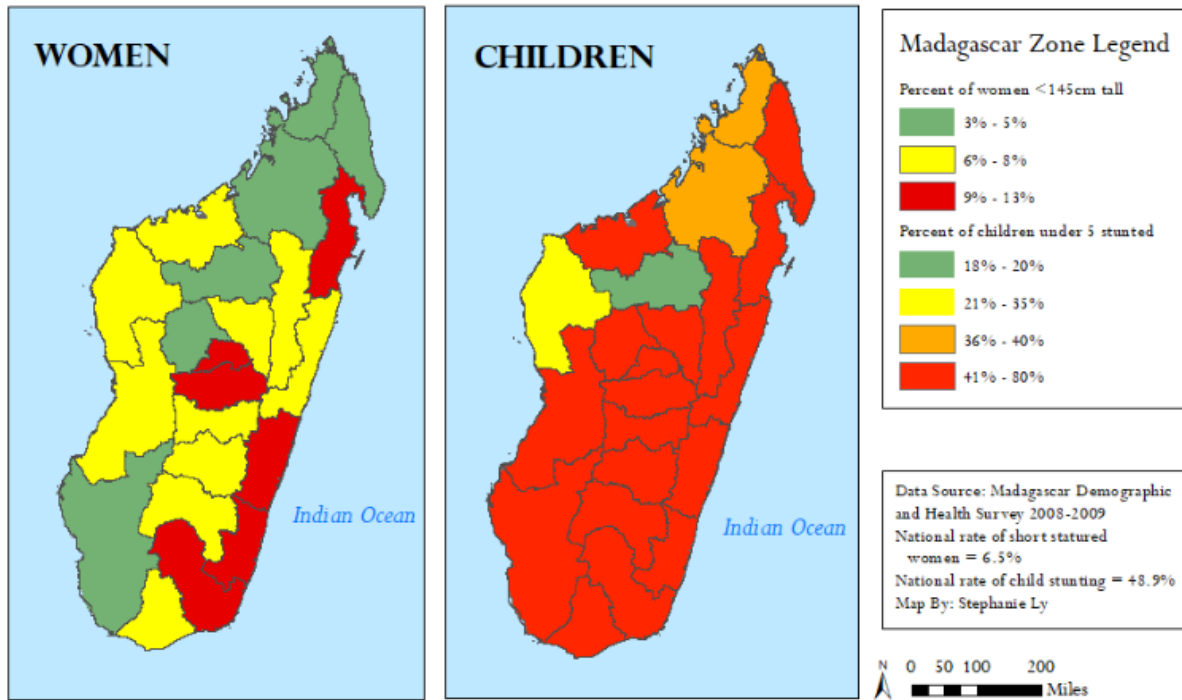 WOMEN
Indian Ocean
CHILDREN
Indian Ocean
Madagascar Zone Legend
Percent of women <145cm tall
3% - 5%
6% - 8%
9% - 13%
Percent of children under 5 stunted
18% - 20%
21% - 35%
36% - 40%
41% - 80%
Data Source: Madagascar Demographic
and Health Survey 2008-2009
National rate of short statured
women = 6.5%
National rate of child stunting = 48.9%
Map By: Stephanie Ly
N
0 50 100 200
Miles